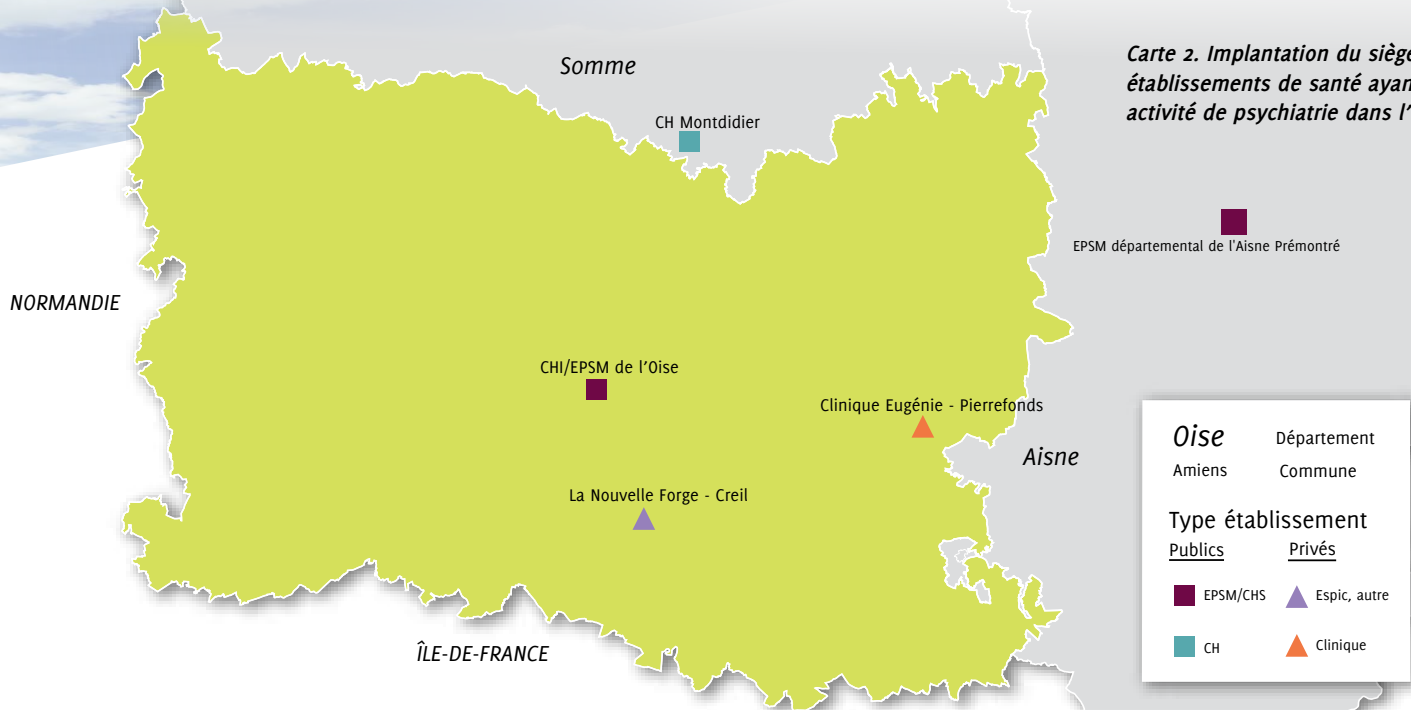 Carte 2. Implantation du siège
établissements de santé ayan
activité de psychiatrie dans l'
Somme
CH Montdidier
EPSM départemental de l'Aisne Prémontré
NORMANDIE
CHI/EPSM de l'Oise
Clinique Eugénie - Pierrefonds
Aisne
La Nouvelle Forge - Creil
ÎLE-DE-FRANCE
Oise Département
Amiens Commune
Type établissement
Publics Privés
EPSM/CHS Espic, autre
CH Clinique